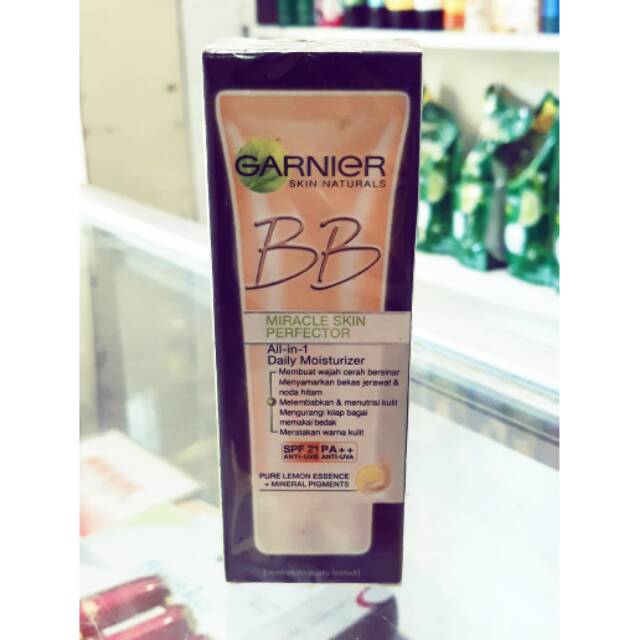 GARNIER
SKIN NATURALS
BB
MIRACLE SKIN
PERFECTOR
All-in-1
Daily Moisturizer
Membuat wajah cerah bersinar
Menyamarkan bekas jerawat &
noda hitam
Melembabkan & menutrisi kulit
Mengurangi kilap bagai
memakai bedak
Meratakan warna kulit
SPF 21 PA++
ANTI-UVB ANTI-UVA
PURE LEMON ESSENCE
+ MINERAL PIGMENTS